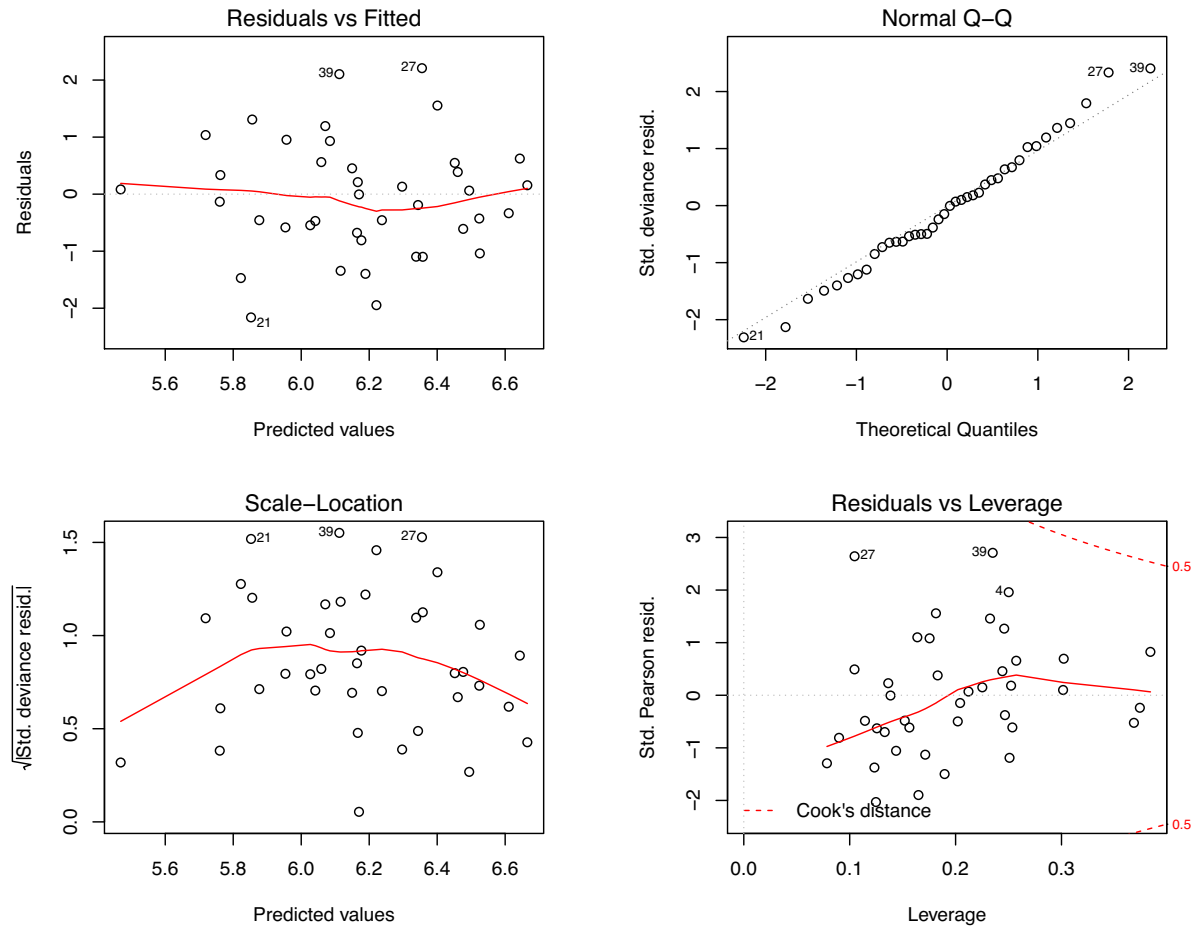 Residuals vs Fitted
Residuals
2
1
0
−1
−2
39
27
21
5.6 5.8 6.0 6.2 6.4 6.6
Predicted values
Normal Q−Q
Std. deviance resid.
2
1
0
−1
−2
27
39
21
−2 −1 0 1 2
Theoretical Quantiles
Scale−Location
√|Std. deviance resid.|
1.5
1.0
0.5
0.0
21
39
27
5.6 5.8 6.0 6.2 6.4 6.6
Predicted values
Residuals vs Leverage
Std. Pearson resid.
3
2
1
0
−1
−2
27
39
4
0.5
0.5
Cook's distance
0.0 0.1 0.2 0.3
Leverage